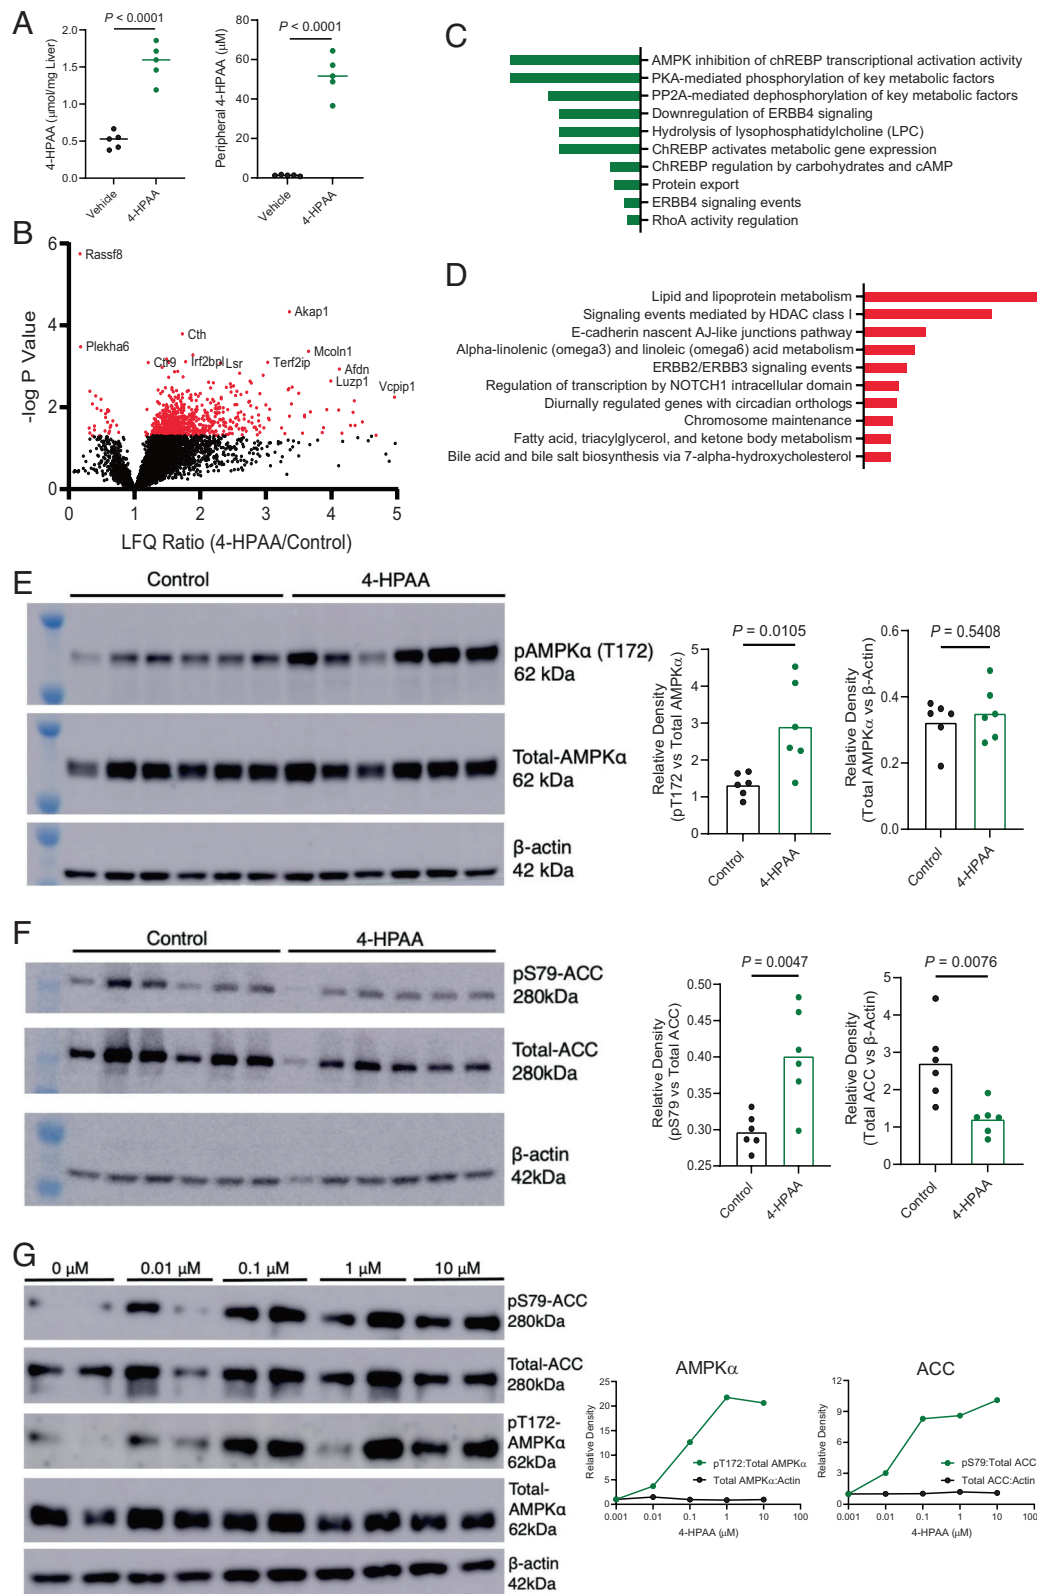 A
P < 0.0001
4-HPAA (μmol/mg Liver)
2.0
1.5
1.0
0.5
0.0
Vehicle
4-HPAA
P < 0.0001
Peripheral 4-HPAA (μM)
80
60
40
20
0
Vehicle
4-HPAA
B
-log P Value
6
4
2
0
0 1 2 3 4 5
LFQ Ratio (4-HPAA/Control)
Rassf8
Akap1
Cth
Plekha6
Mcoln1
Irf2bpl
Lsr
Terf2ip
Afdn
Luzp1
Vcpip1
C
AMPK inhibition of chREBP transcriptional activation activity
PKA-mediated phosphorylation of key metabolic factors
PP2A-mediated dephosphorylation of key metabolic factors
Downregulation of ERBB4 signaling
Hydrolysis of lysophosphatidylcholine (LPC)
ChREBP activates metabolic gene expression
ChREBP regulation by carbohydrates and cAMP
Protein export
ERBB4 signaling events
RhoA activity regulation
D
Lipid and lipoprotein metabolism
Signaling events mediated by HDAC class I
E-cadherin nascent AJ-like junctions pathway
Alpha-linolenic (omega3) and linoleic (omega6) acid metabolism
ERBB2/ERBB3 signaling events
Regulation of transcription by NOTCH1 intracellular domain
Diurnally regulated genes with circadian orthologs
Chromosome maintenance
Fatty acid, triacylglycerol, and ketone body metabolism
Bile acid and bile salt biosynthesis via 7-alpha-hydroxycholesterol
E
Control
4-HPAA
pAMPKα (T172)
62 kDa
Total-AMPKα
62 kDa
β-actin
42 kDa
P = 0.0105
Relative Density
(pT172 vs Total AMPKα)
5
4
3
2
1
0
Control
4-HPAA
P = 0.5408
Relative Density
(Total AMPKα vs β-Actin)
0.6
0.4
0.2
0.0
Control
4-HPAA
F
Control
4-HPAA
pS79-ACC
280kDa
Total-ACC
280kDa
β-actin
42kDa
P = 0.0047
Relative Density
(pS79 vs Total ACC)
0.50
0.45
0.40
0.35
0.30
0.25
Control
4-HPAA
P = 0.0076
Relative Density
(Total ACC vs β-Actin)
5
4
3
2
1
0
Control
4-HPAA
G
0 μM
0.01 μM
0.1 μM
1 μM
10 μM
pS79-ACC
280kDa
Total-ACC
280kDa
pT172-
AMPKα
62kDa
Total-
AMPKα
62kDa
β-actin
42kDa
AMPKα
Relative Density
25
20
15
10
5
0
pT172:Total AMPKα
Total AMPKα:Actin
0.001 0.01 0.1 1 10 100
4-HPAA (μM)
ACC
Relative Density
12
9
6
3
0
pS79:Total ACC
Total ACC:Actin
0.001 0.01 0.1 1 10 100
4-HPAA (μM)